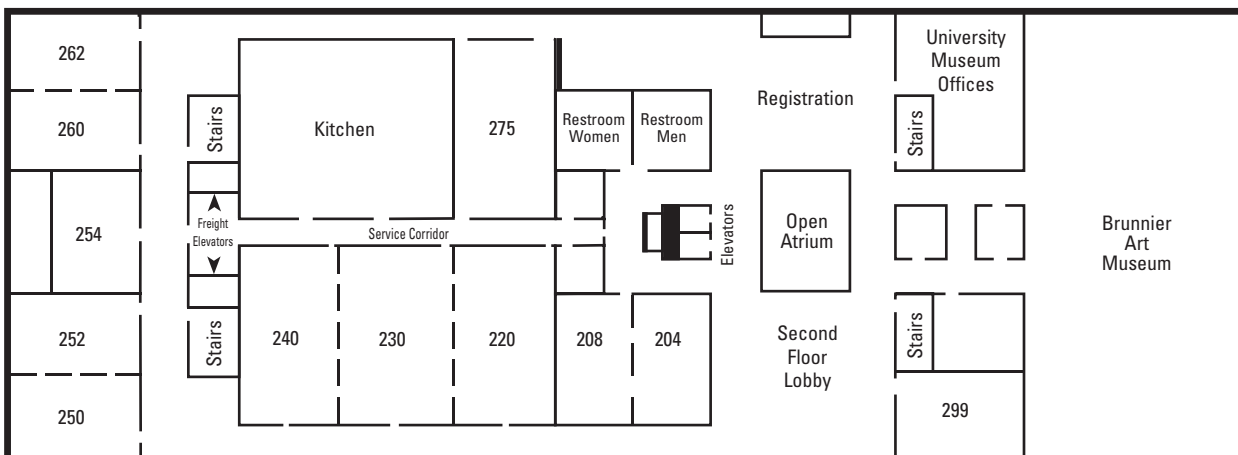 262
260
254
252
250
Stairs
Freight
Elevators
Stairs
Kitchen
275
Service Corridor
240
230
220
208
204
Restroom
Women
Restroom
Men
Elevators
Registration
Open
Atrium
Second
Floor
Lobby
University
Museum
Offices
Stairs
Stairs
299
Brunnier
Art
Museum